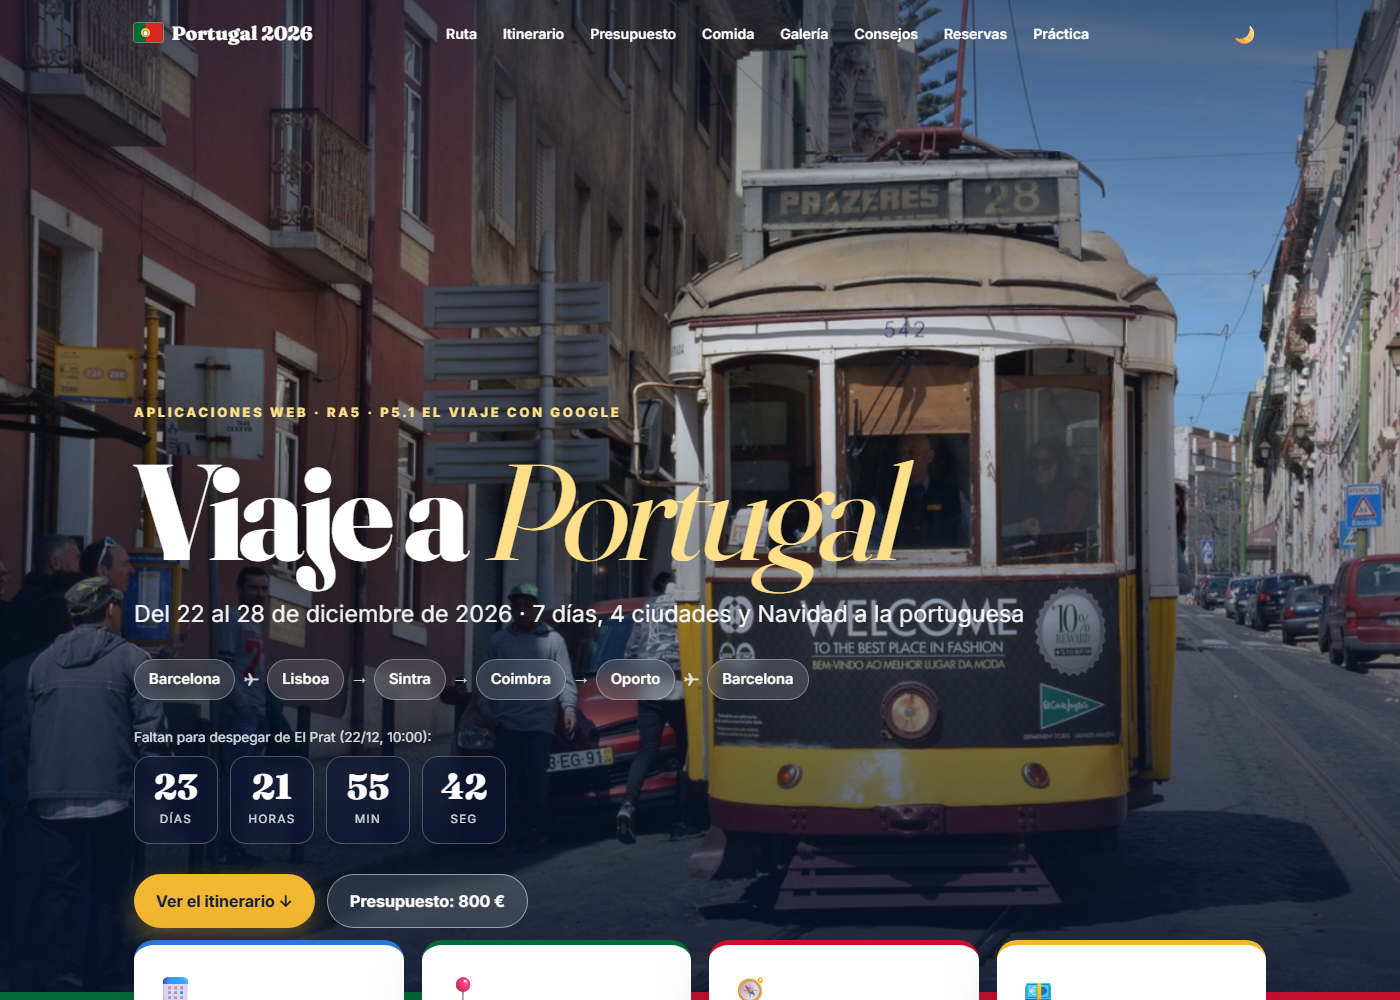 Portugal 2026
Ruta Itinerario Presupuesto Comida Galería Consejos Reservas Práctica
PRAZERES 28
542
APLICACIONES WEB · RA5 · P5.1 EL VIAJE CON GOOGLE
Viaje a Portugal
Del 22 al 28 de diciembre de 2026 · 7 días, 4 ciudades y Navidad a la portuguesa
WELCOME
TO THE BEST PLACE IN FASHION
BEM-VINDO AO MELHOR LUGAR DA MODA
10%
REWARD
El Corte Inglés
Escola
Barcelona ✈ Lisboa → Sintra → Coimbra → Oporto ✈ Barcelona
Faltan para despegar de El Prat (22/12, 10:00):
23 21 55 42
DÍAS HORAS MIN SEG
Ver el itinerario ↓ Presupuesto: 800 €